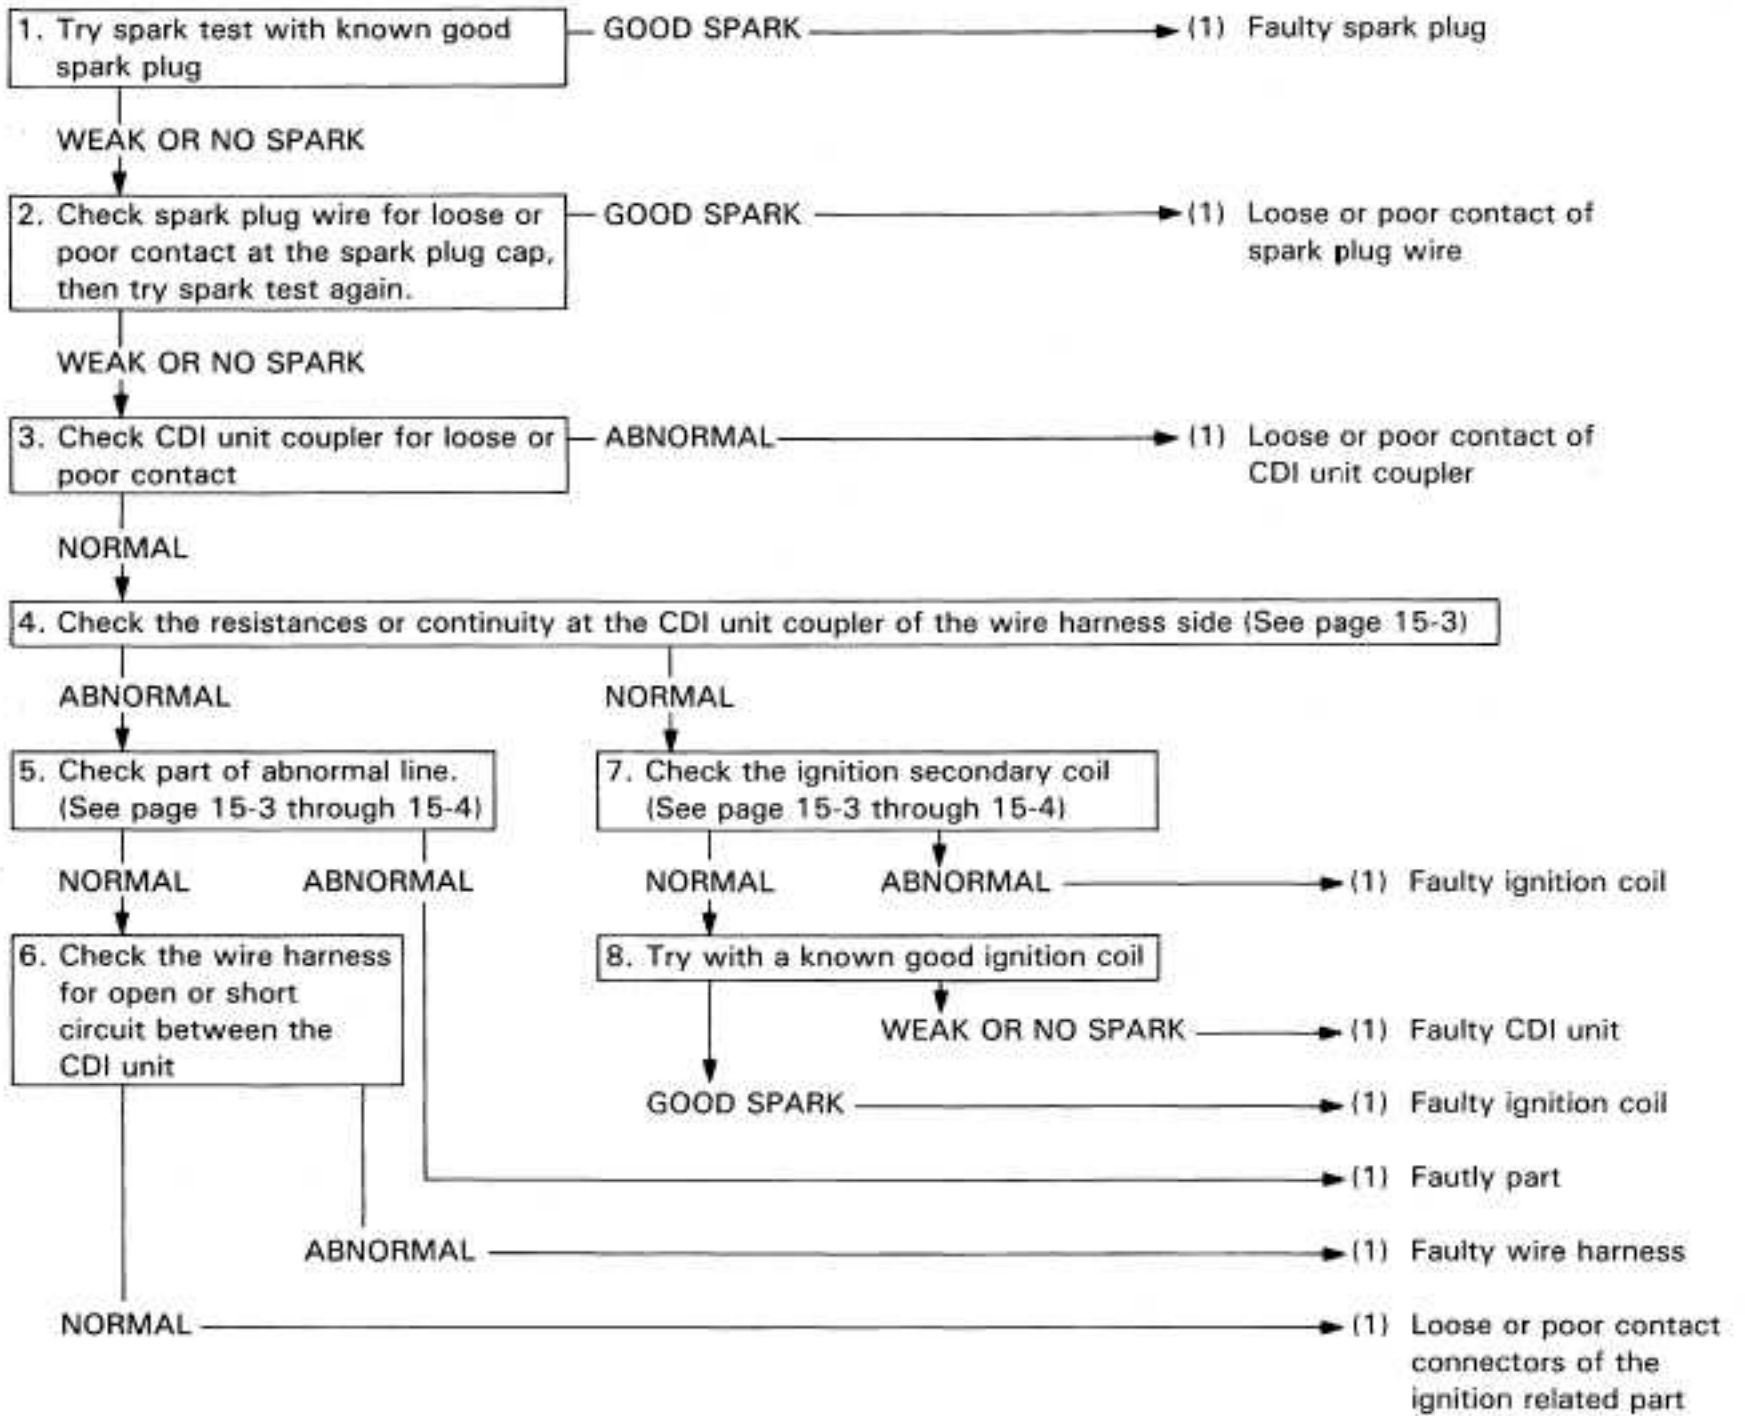 1. Try spark test with known good
spark plug
GOOD SPARK
(1) Faulty spark plug
WEAK OR NO SPARK
2. Check spark plug wire for loose or
poor contact at the spark plug cap,
then try spark test again.
GOOD SPARK
(1) Loose or poor contact of
spark plug wire
WEAK OR NO SPARK
3. Check CDI unit coupler for loose or
poor contact
ABNORMAL
(1) Loose or poor contact of
CDI unit coupler
NORMAL
4. Check the resistances or continuity at the CDI unit coupler of the wire harness side (See page 15-3)
ABNORMAL
NORMAL
5. Check part of abnormal line.
(See page 15-3 through 15-4)
7. Check the ignition secondary coil
(See page 15-3 through 15-4)
NORMAL
ABNORMAL
NORMAL
ABNORMAL
(1) Faulty ignition coil
6. Check the wire harness
for open or short
circuit between the
CDI unit
8. Try with a known good ignition coil
WEAK OR NO SPARK
(1) Faulty CDI unit
GOOD SPARK
(1) Faulty ignition coil
(1) Fautly part
ABNORMAL
(1) Faulty wire harness
NORMAL
(1) Loose or poor contact
connectors of the
ignition related part